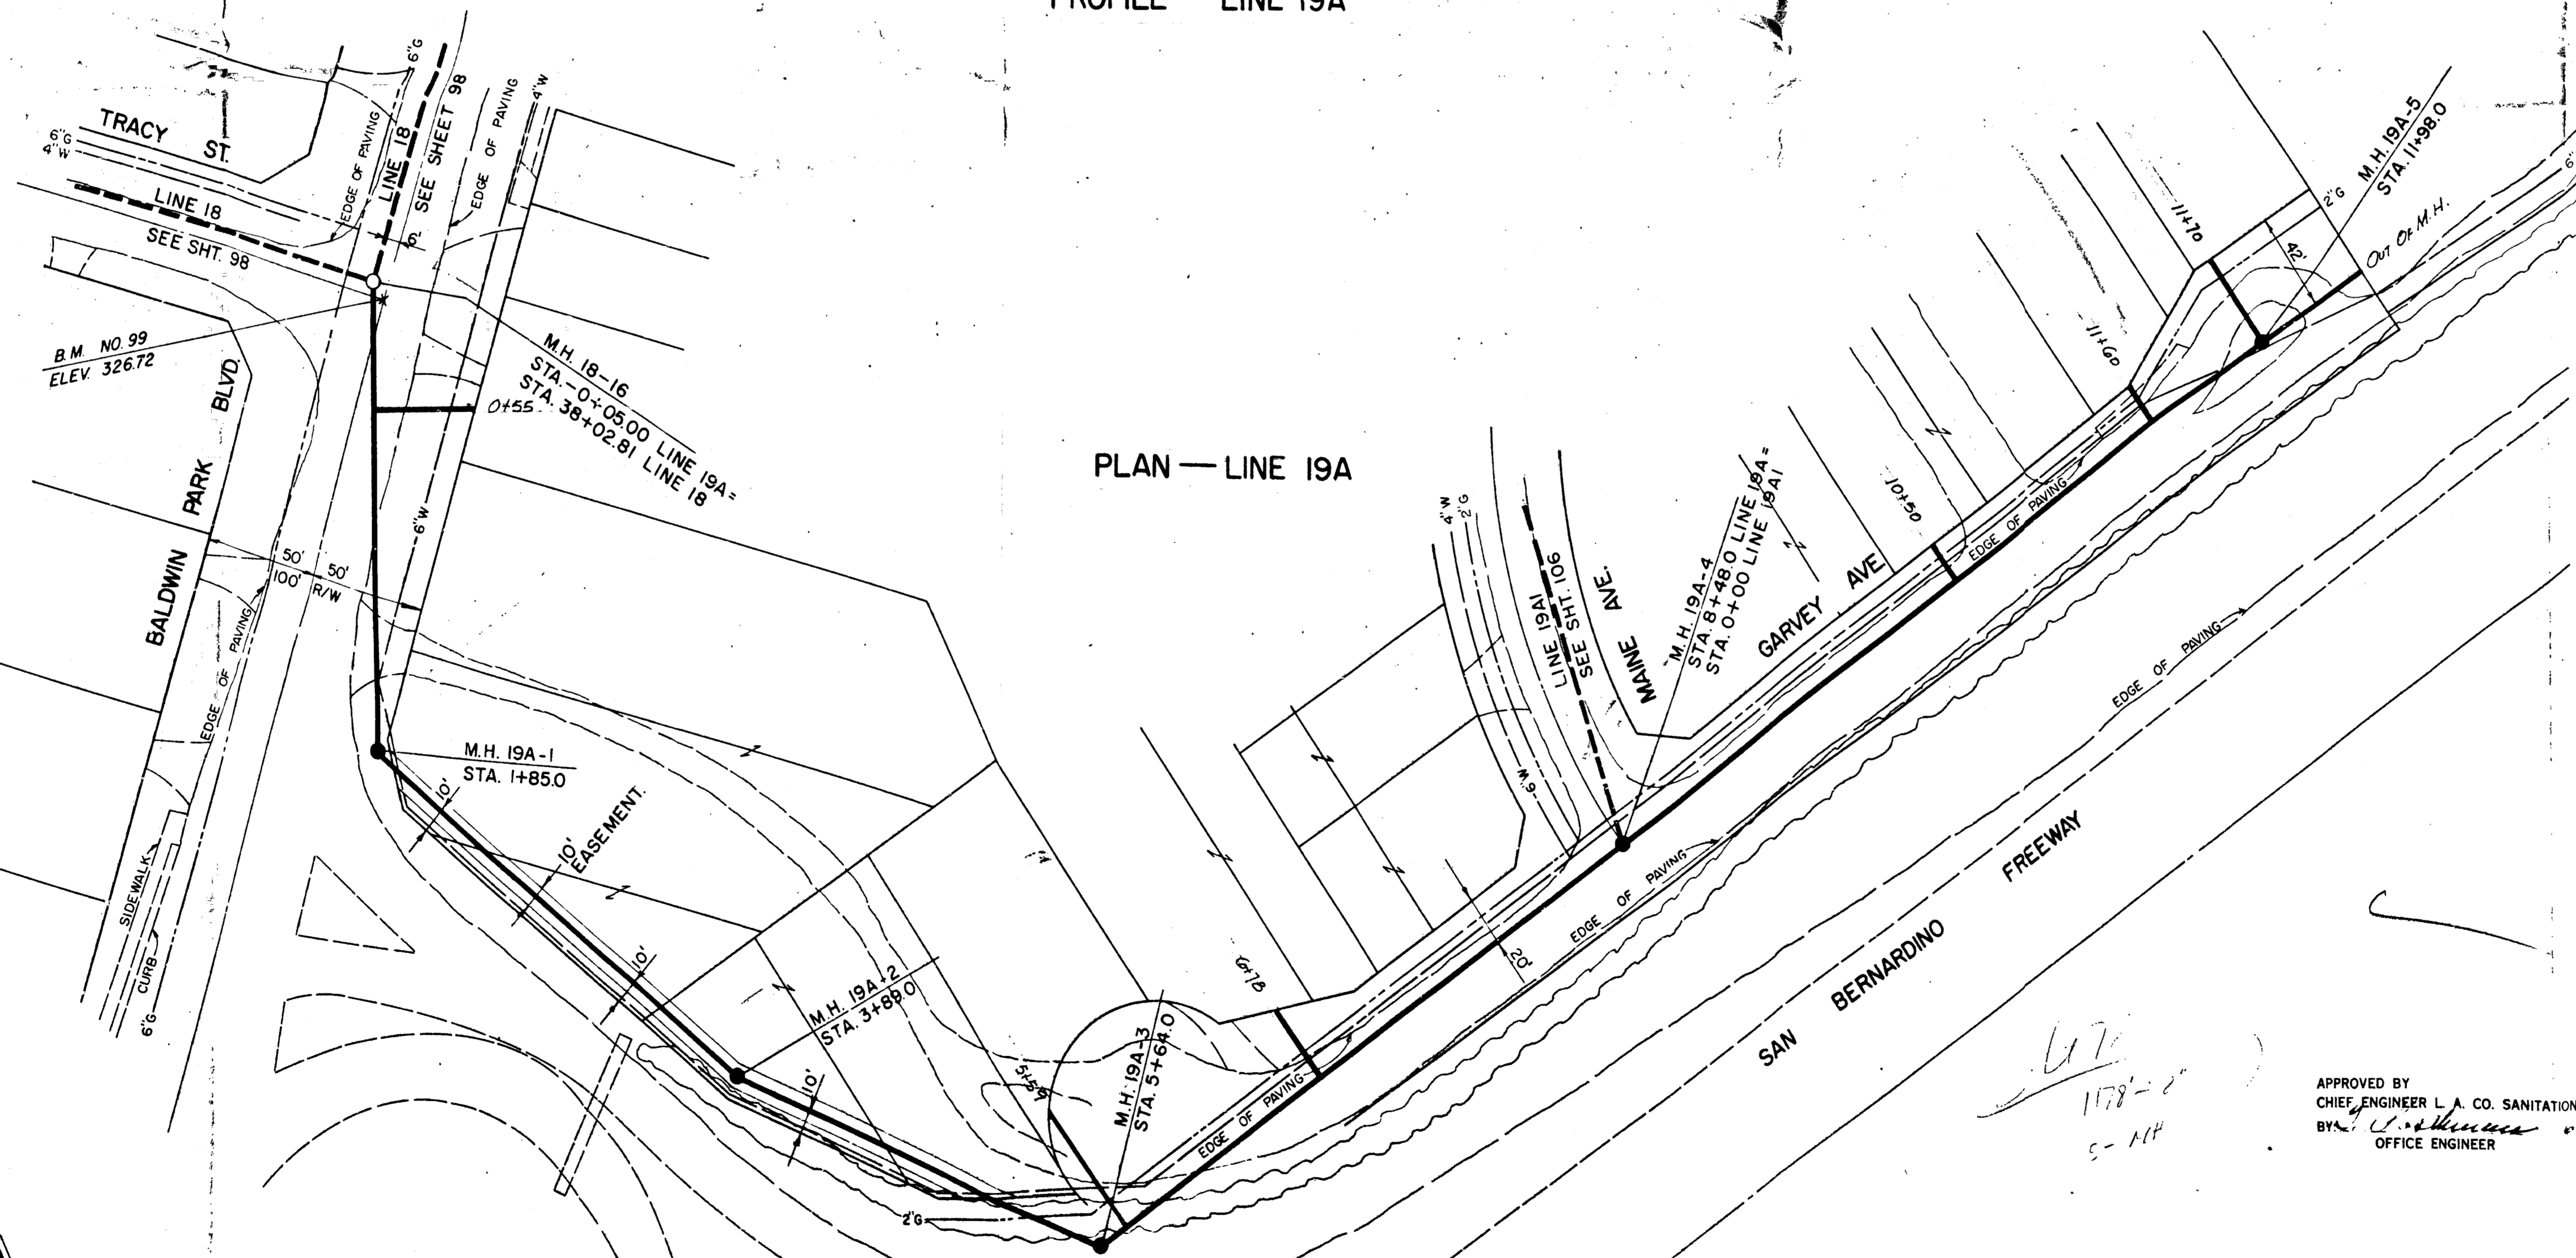 PROFILE — LINE 19A
TRACY ST.
6"G
4"W
LINE 18
SEE SHT. 98
6"G
EDGE OF PAVING
LINE 18
SEE SHEET 98
EDGE OF PAVING
4"W
6'
B.M. NO. 99
ELEV. 326.72
M.H. 18-16
STA. -0+05.00 LINE 19A =
STA. 38+02.81 LINE 18
0+55
BALDWIN PARK BLVD.
6"W
50' 50'
100' R/W
EDGE OF PAVING
SIDEWALK
CURB
6"G
M.H. 19A-1
STA. 1+85.0
10'
10'
EASEMENT.
10'
M.H. 19A-2
STA. 3+89.0
10'
2"G
5+59
M.H. 19A-3
STA. 5+64.0
6+78
EDGE OF PAVING
PLAN — LINE 19A
4"W
2"G
6"W
LINE 19A1
SEE SHT. 106
MAINE AVE.
M.H. 19A-4
STA. 8+48.0 LINE 19A =
STA. 0+00 LINE 19A1
GARVEY AVE
20'
EDGE OF PAVING
10+50
EDGE OF PAVING
11+60
11+70
42'
2"G
M.H. 19A-5
STA. 11+98.0
OUT OF M.H.
6"
EDGE OF PAVING
SAN BERNARDINO FREEWAY
5 - MH
APPROVED BY
CHIEF ENGINEER L. A. CO. SANITATION
BY
OFFICE ENGINEER